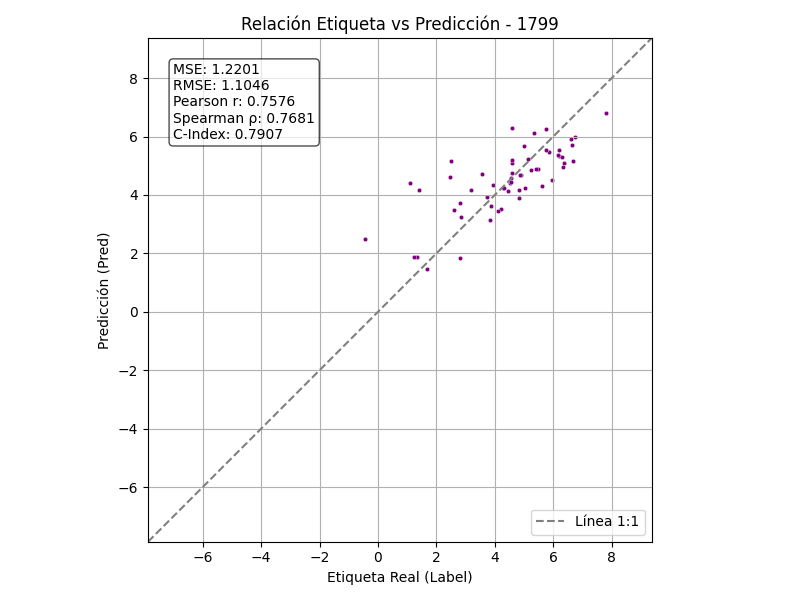 Relación Etiqueta vs Predicción - 1799
MSE: 1.2201
RMSE: 1.1046
Pearson r: 0.7576
Spearman ρ: 0.7681
C-Index: 0.7907
8
6
4
2
0
−2
−4
−6
Predicción (Pred)
Línea 1:1
−6 −4 −2 0 2 4 6 8
Etiqueta Real (Label)